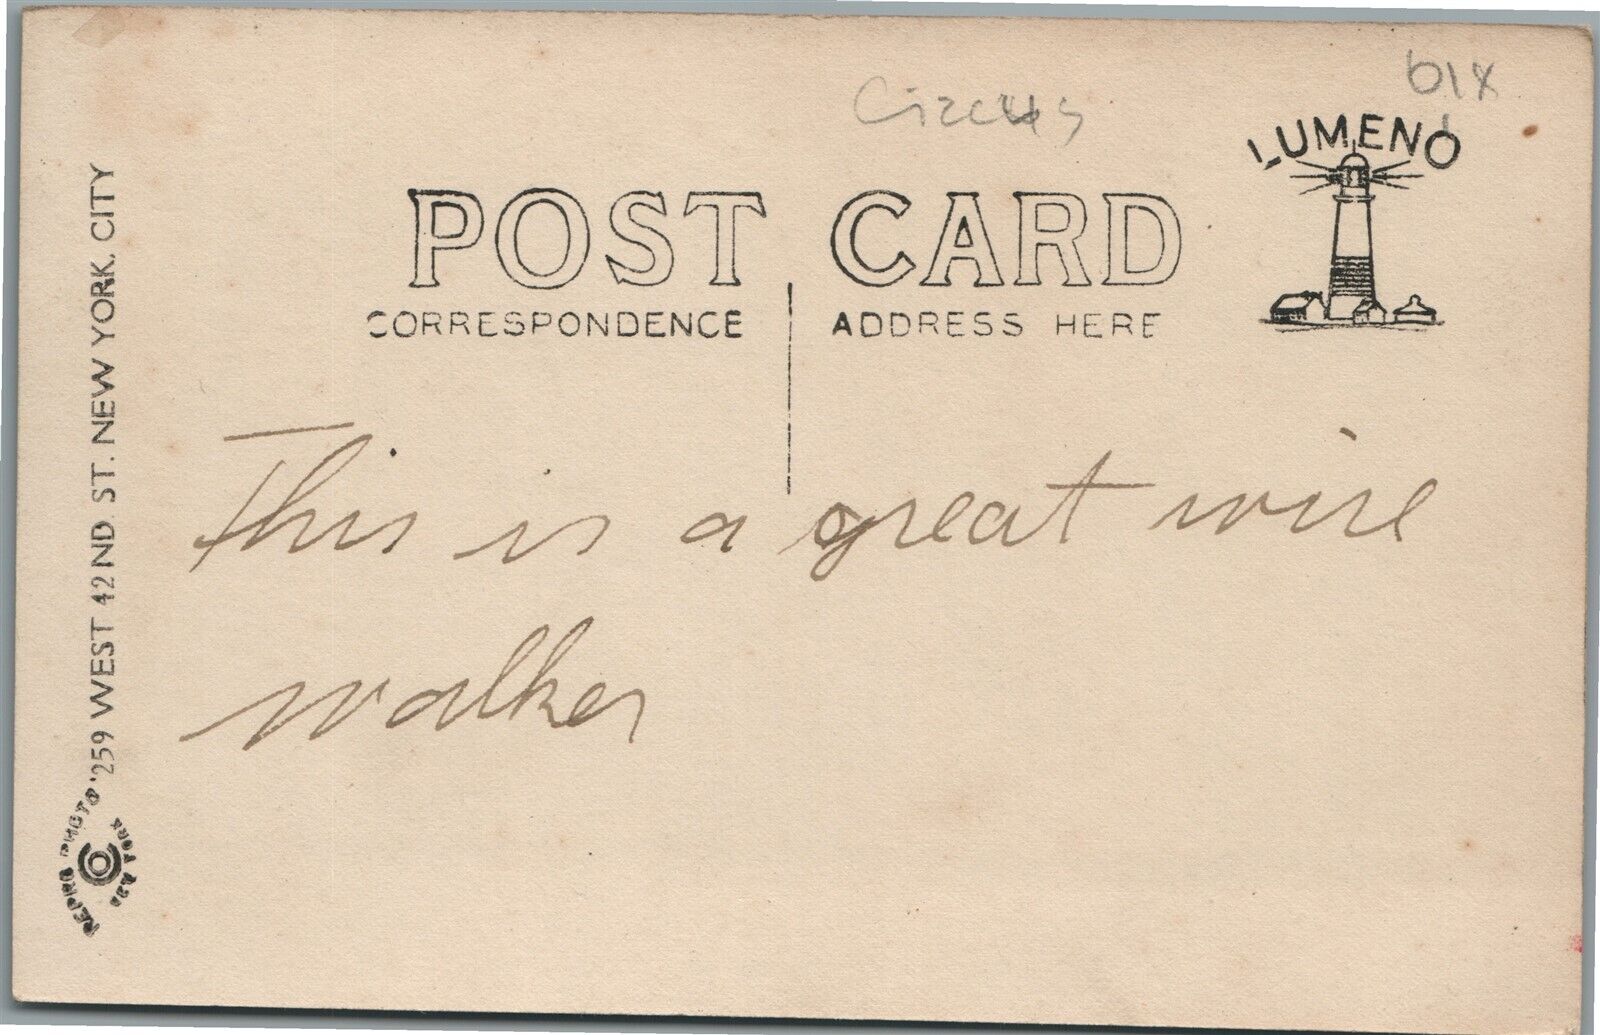 Circus
LUMENO
POST CARD
CORRESPONDENCE
ADDRESS HERE
This is a great wire
walker
259 WEST 42ND ST. NEW YORK, CITY